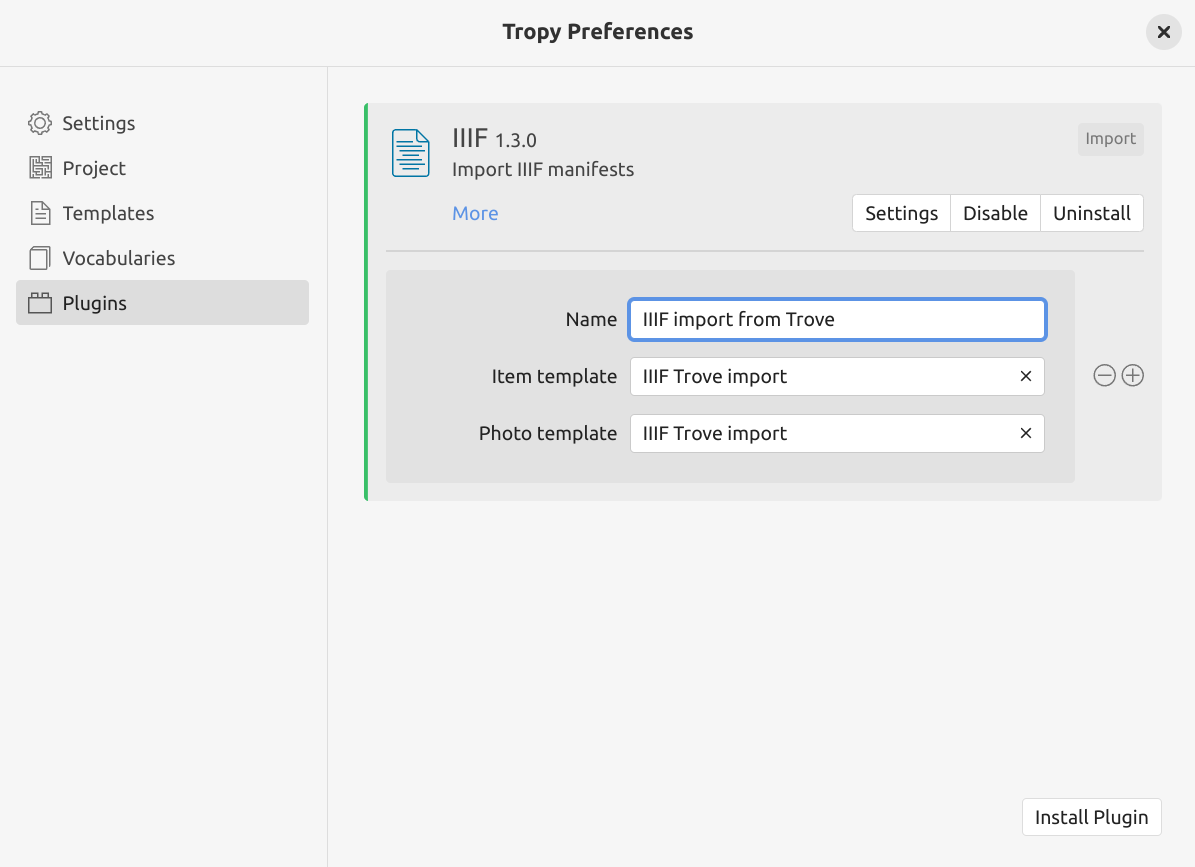 Tropy Preferences
Settings
Project
Templates
Vocabularies
Plugins
IIIF 1.3.0
Import
Import IIIF manifests
More
Settings
Disable
Uninstall
Name
IIIF import from Trove
Item template
IIIF Trove import
Photo template
IIIF Trove import
Install Plugin